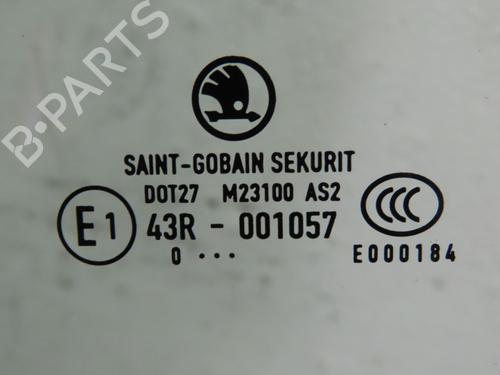 B-PARTS
SAINT-GOBAIN SEKURIT
DOT27 M23100 AS2
E1 43R - 001057
CCC
0 ...
E000184